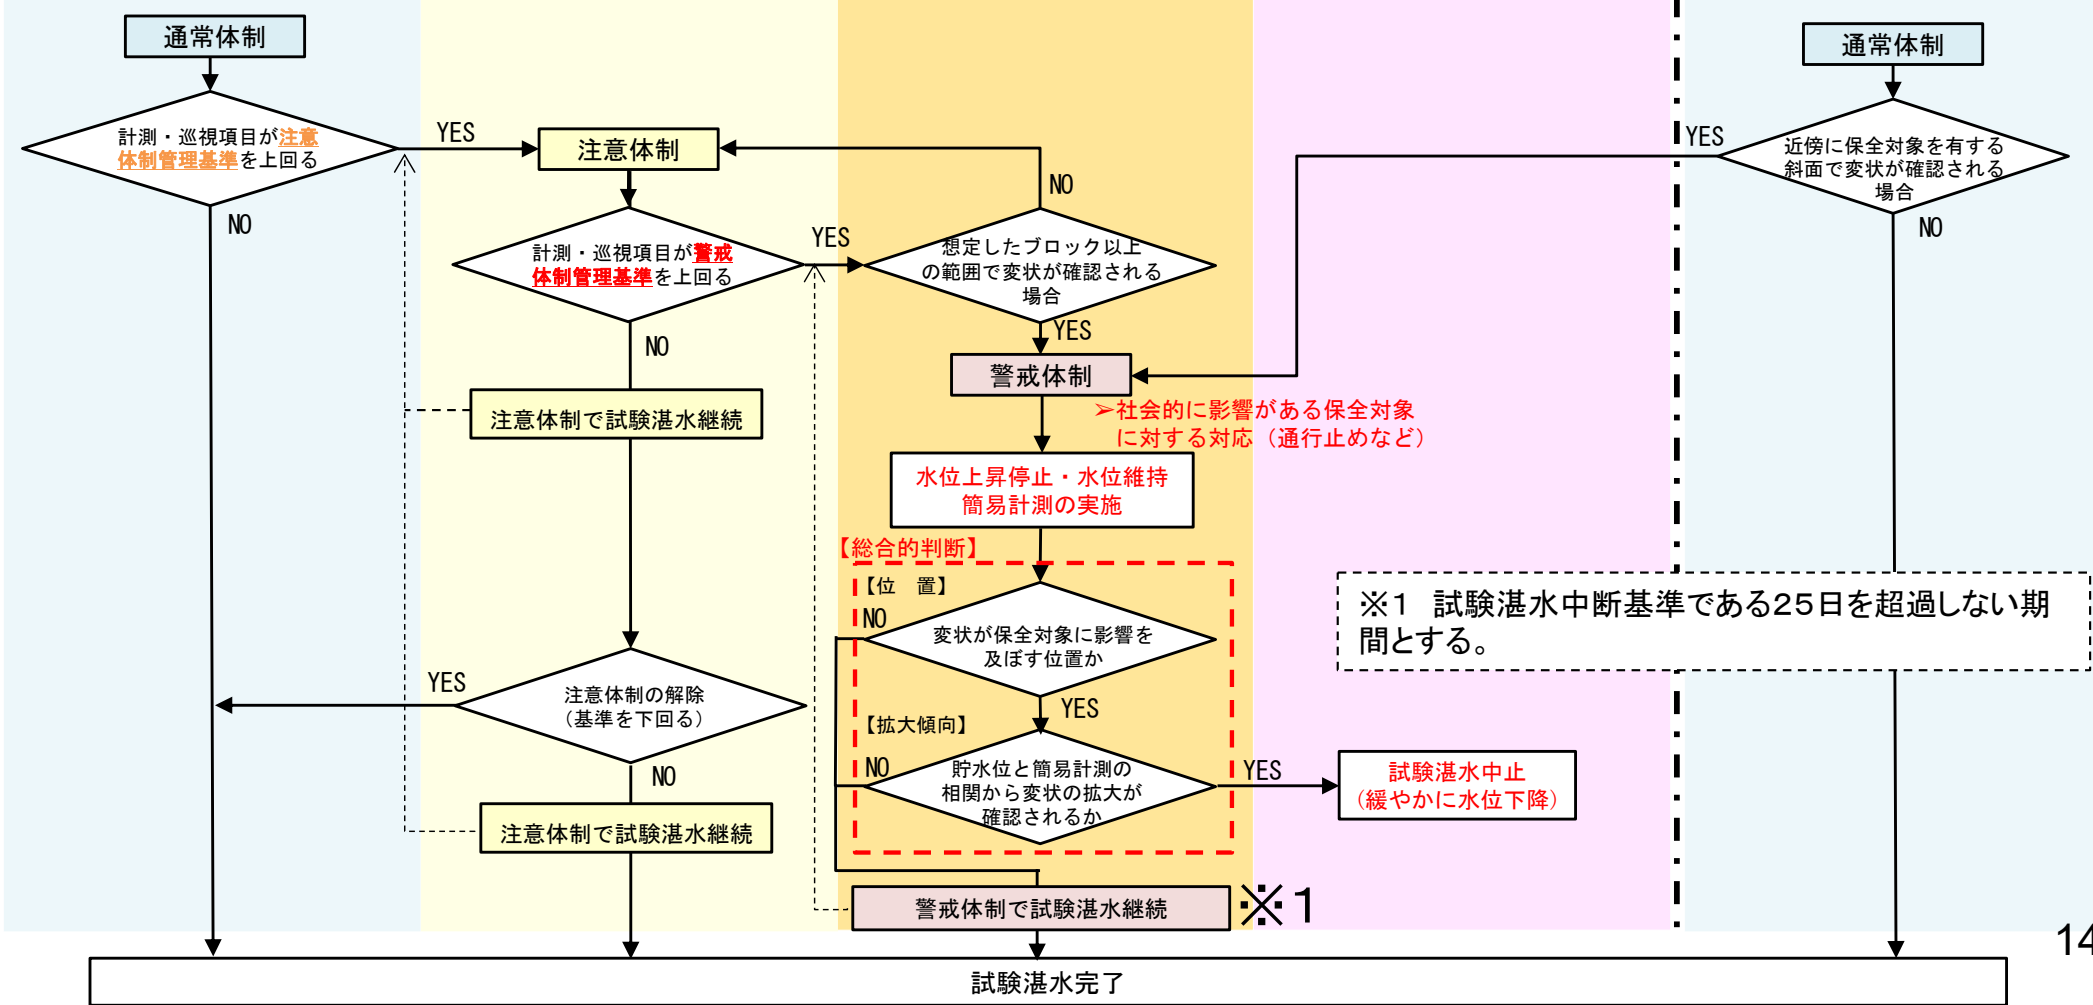 通常体制
計測・巡視項目が注意
体制管理基準を上回る
YES
NO
注意体制
計測・巡視項目が警戒
体制管理基準を上回る
YES
NO
注意体制で試験湛水継続
注意体制の解除
（基準を下回る）
YES
NO
注意体制で試験湛水継続
想定したブロック以上
の範囲で変状が確認される
場合
NO
YES
警戒体制
➢社会的に影響がある保全対象
に対する対応（通行止めなど）
水位上昇停止・水位維持
簡易計測の実施
【総合的判断】
【位　置】
NO
変状が保全対象に影響を
及ぼす位置か
YES
【拡大傾向】
NO
貯水位と簡易計測の
相関から変状の拡大が
確認されるか
YES
試験湛水中止
（緩やかに水位下降）
警戒体制で試験湛水継続
※1
通常体制
YES
近傍に保全対象を有する
斜面で変状が確認される
場合
NO
※1　試験湛水中断基準である25日を超過しない期
間とする。
試験湛水完了
14